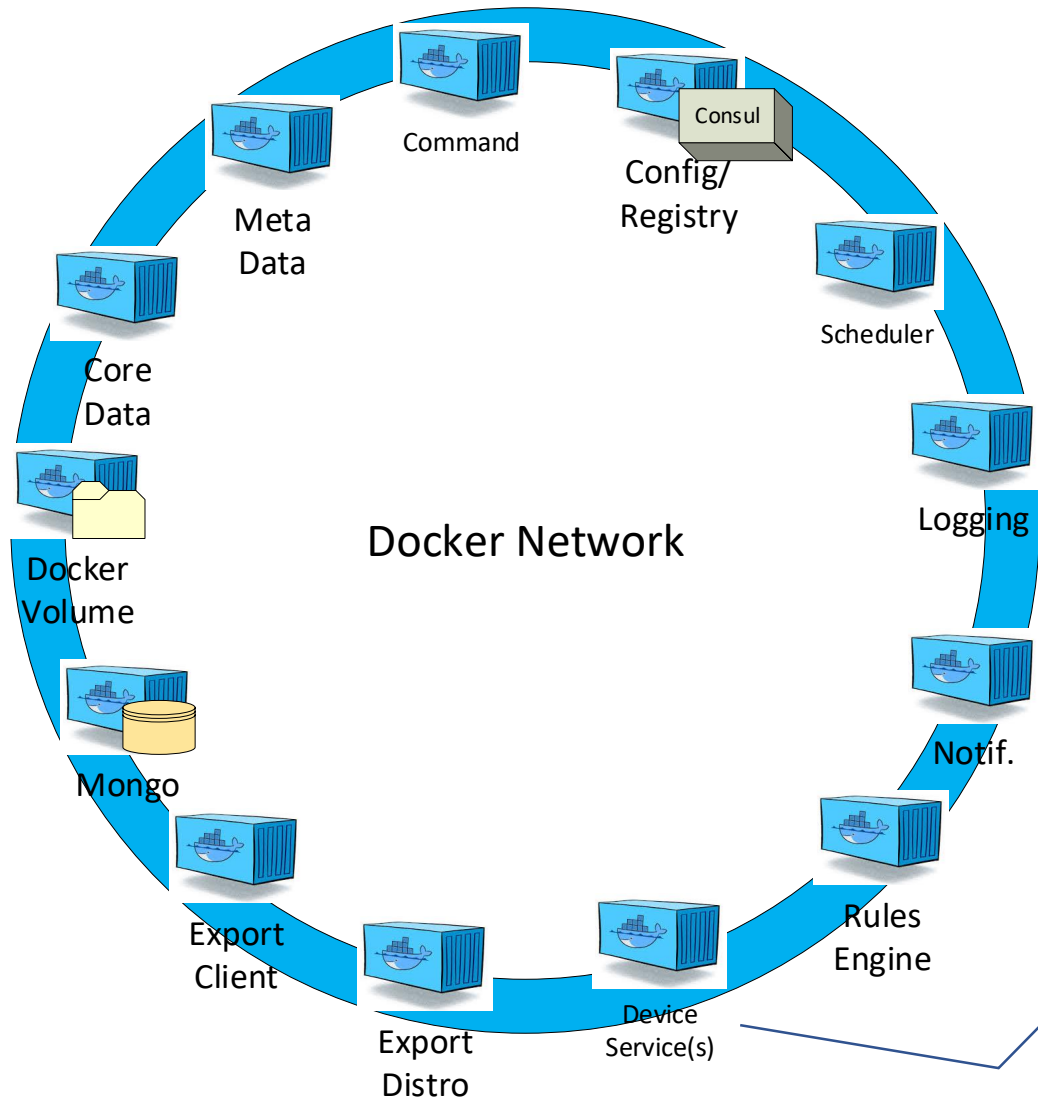 Command
Consul
Config/
Registry
Meta
Data
Scheduler
Core
Data
Logging
Docker Network
Docker
Volume
Notif.
Mongo
Rules
Engine
Export
Client
Device
Service(s)
Export
Distro